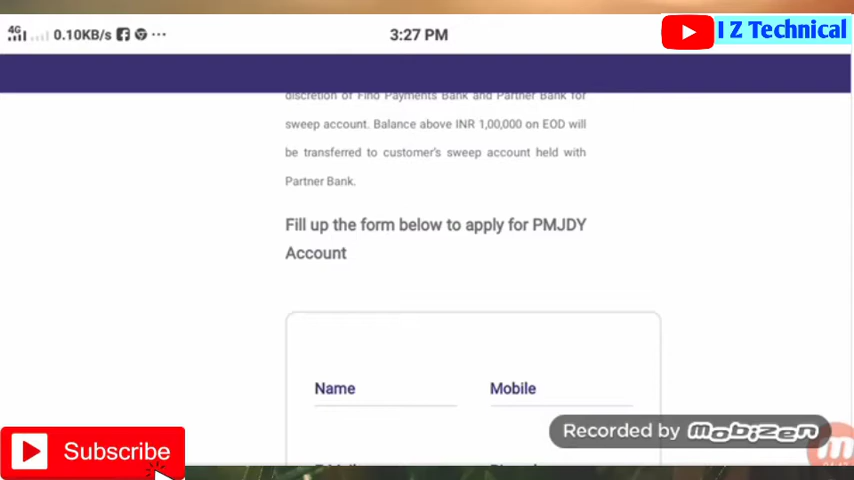 4G 0.10KB/s ... 3:27 PM
I Z Technical
discretion of Fino Payments Bank and Partner Bank for
sweep account. Balance above INR 1,00,000 on EOD will
be transferred to customer's sweep account held with
Partner Bank.
Fill up the form below to apply for PMJDY
Account
Name Mobile
Recorded by mobizen
Subscribe